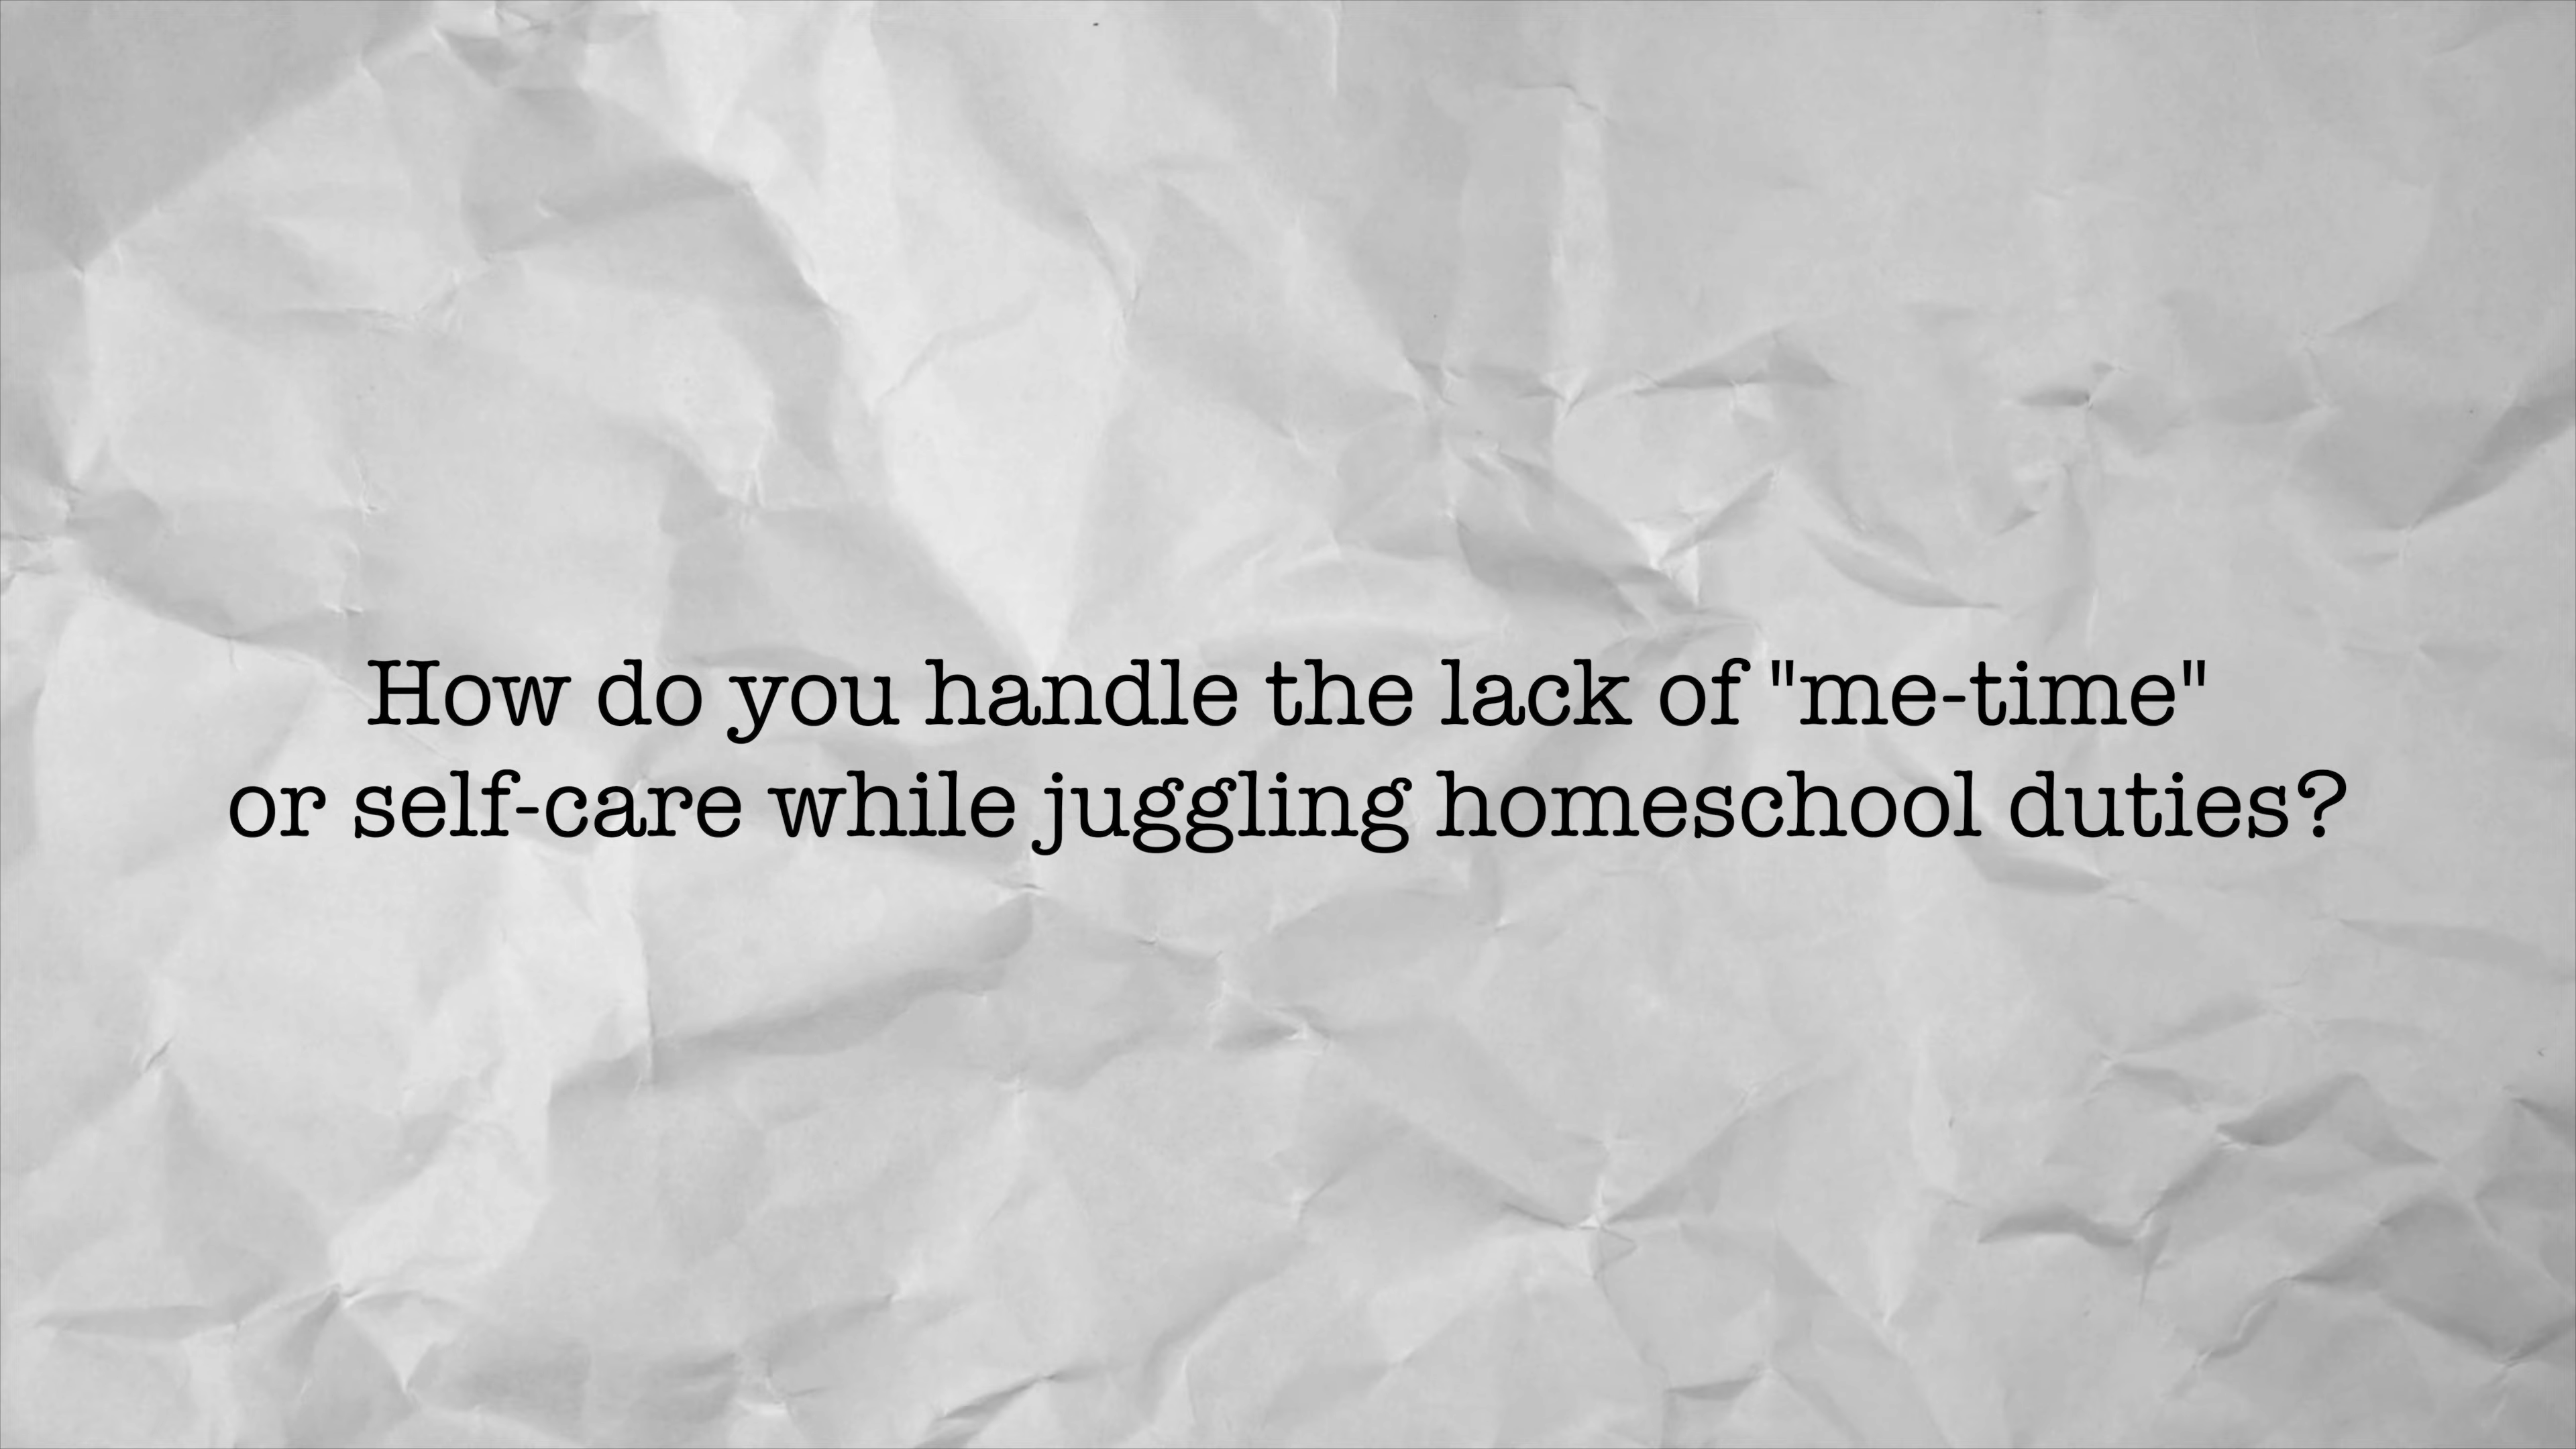 How do you handle the lack of "me-time"
or self-care while juggling homeschool duties?